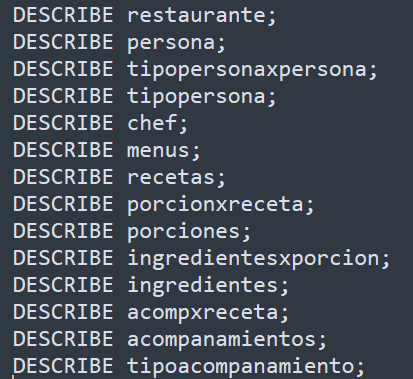 DESCRIBE restaurante;
DESCRIBE persona;
DESCRIBE tipopersonaxpersona;
DESCRIBE tipopersona;
DESCRIBE chef;
DESCRIBE menus;
DESCRIBE recetas;
DESCRIBE porcionxreceta;
DESCRIBE porciones;
DESCRIBE ingredientesxporcion;
DESCRIBE ingredientes;
DESCRIBE acompxreceta;
DESCRIBE acompanamientos;
DESCRIBE tipoacompanamiento;